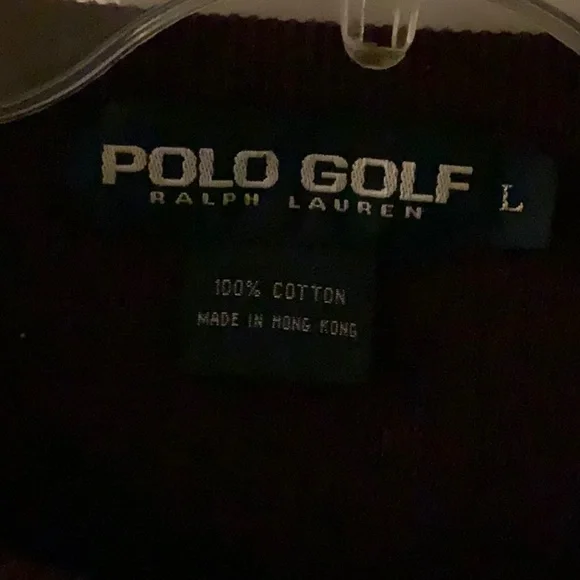 POLO GOLF L
RALPH LAUREN
100% COTTON
MADE IN HONG KONG